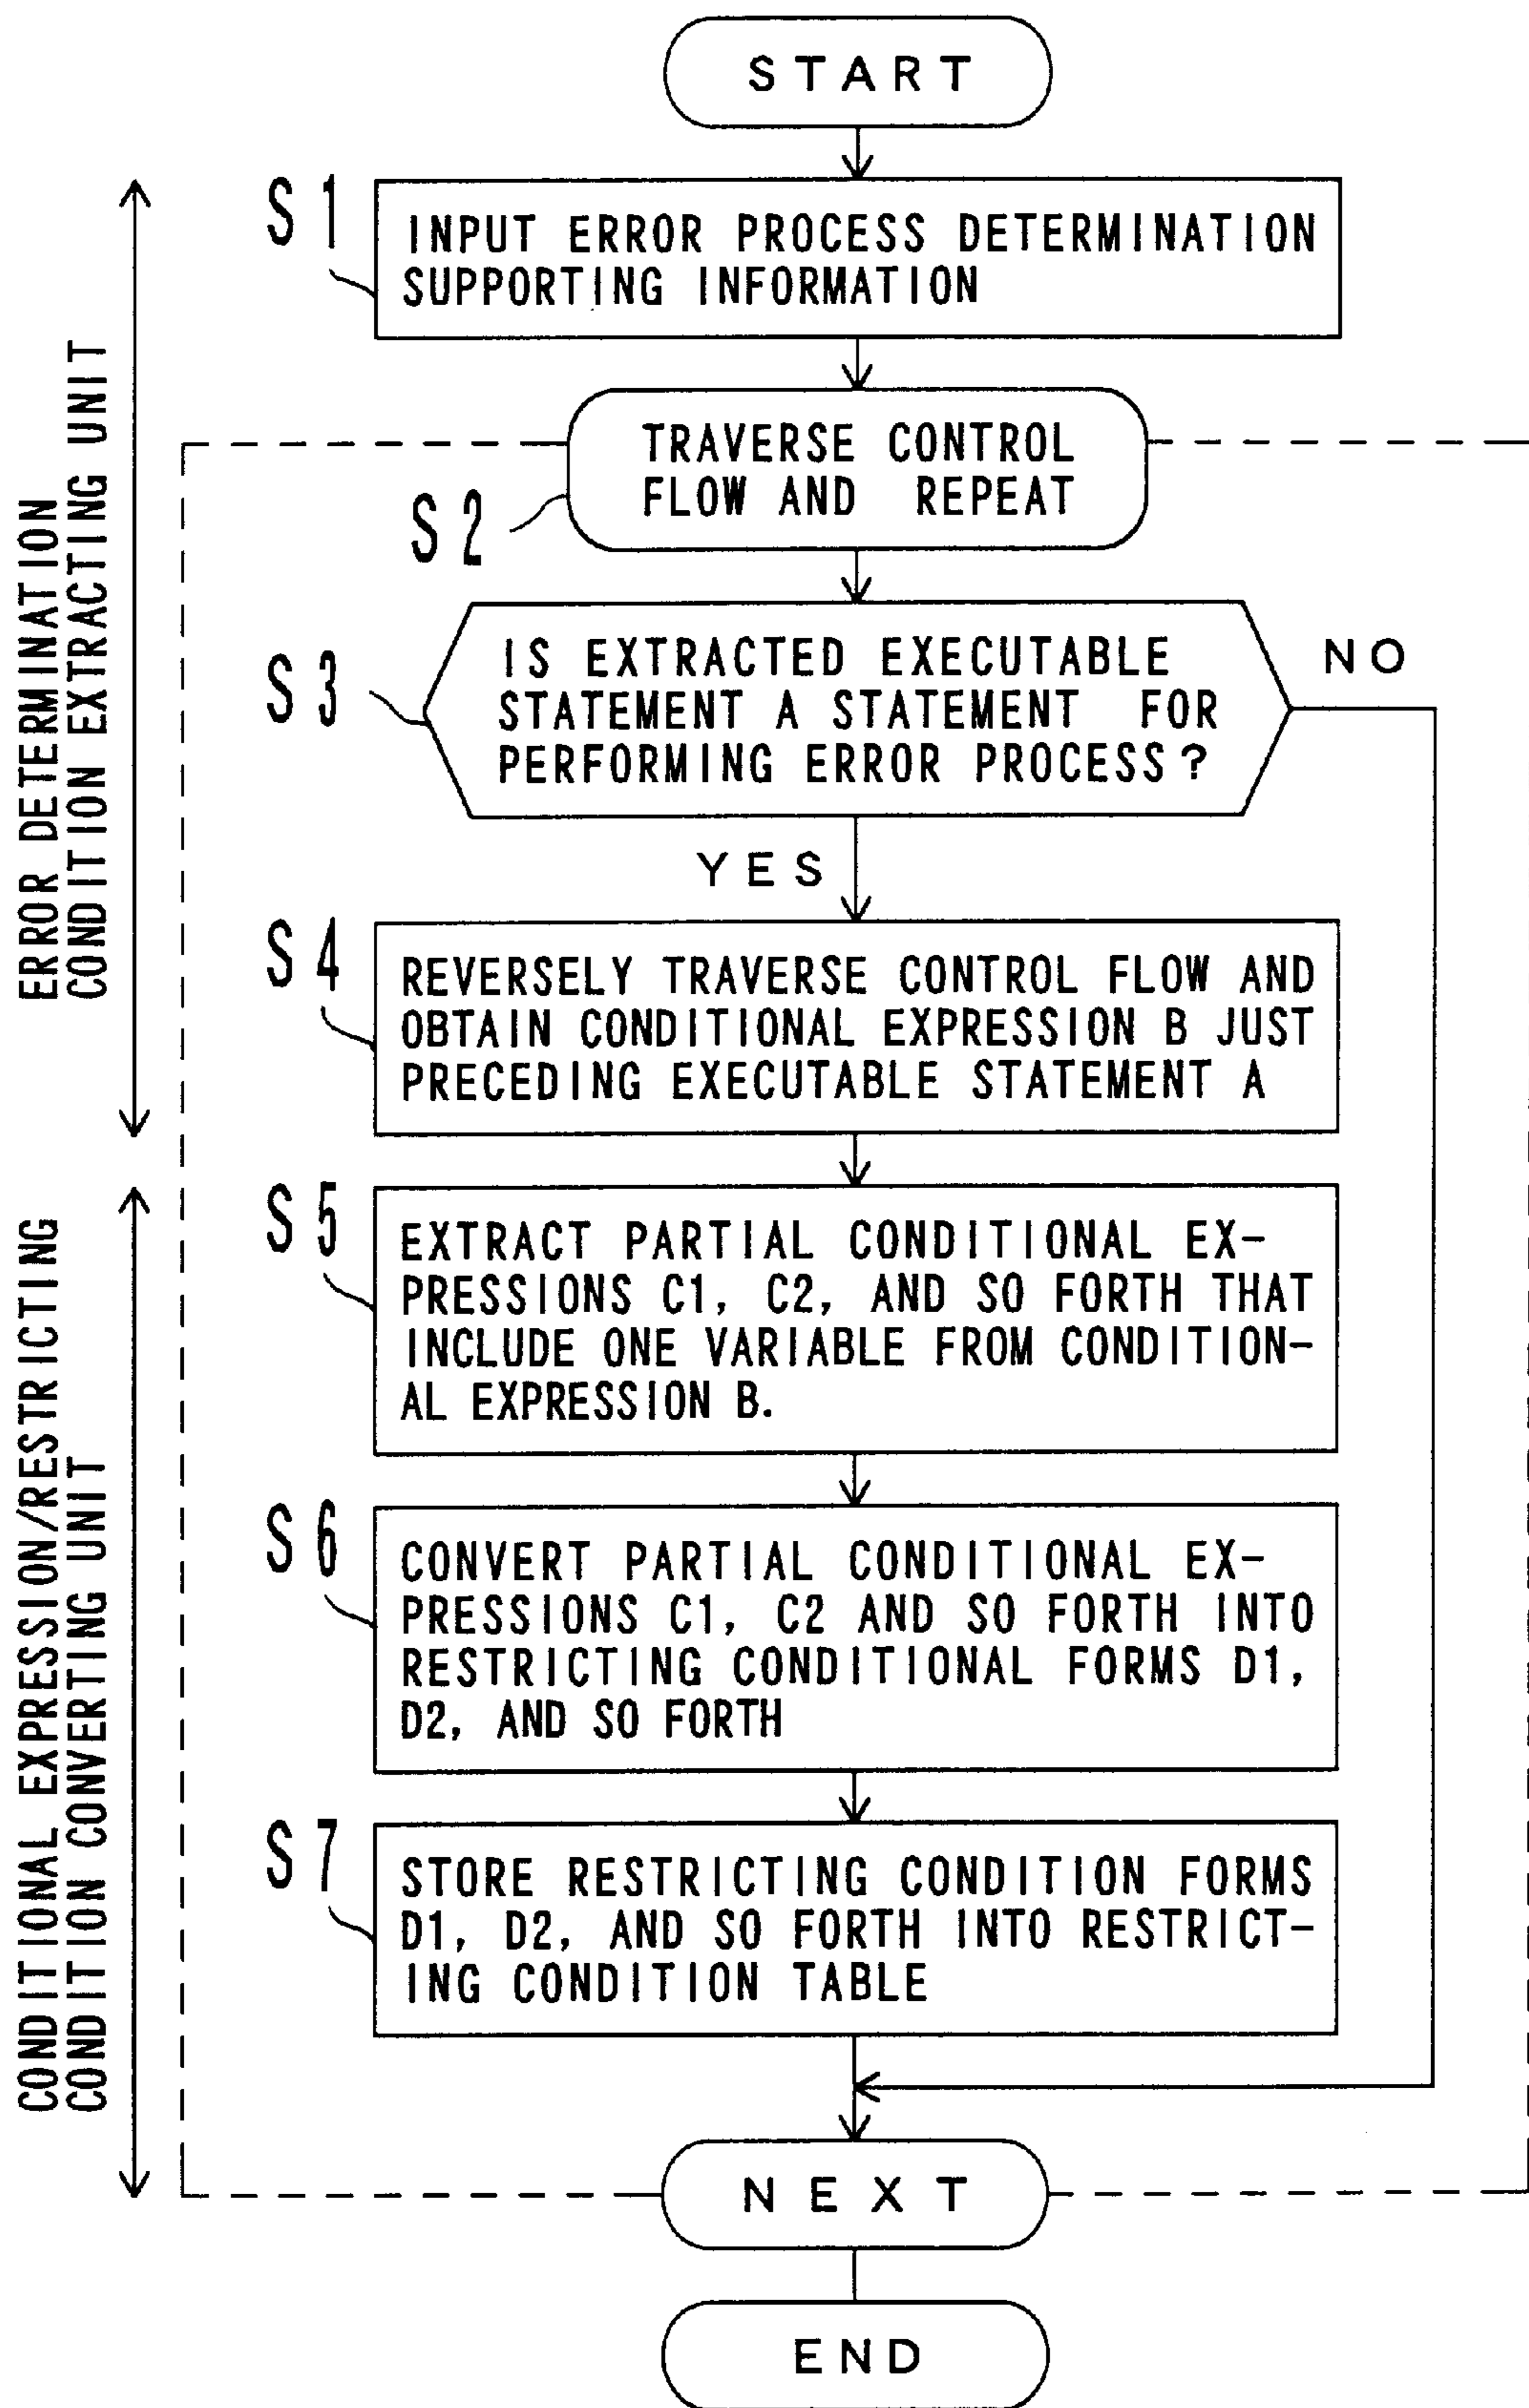 START
S1
INPUT ERROR PROCESS DETERMINATION
SUPPORTING INFORMATION
TRAVERSE CONTROL
FLOW AND REPEAT
S2
S3
IS EXTRACTED EXECUTABLE
STATEMENT A STATEMENT FOR
PERFORMING ERROR PROCESS?
NO
YES
S4
REVERSELY TRAVERSE CONTROL FLOW AND
OBTAIN CONDITIONAL EXPRESSION B JUST
PRECEDING EXECUTABLE STATEMENT A
ERROR DETERMINATION
CONDITION EXTRACTING UNIT
S5
EXTRACT PARTIAL CONDITIONAL EX-
PRESSIONS C1, C2, AND SO FORTH THAT
INCLUDE ONE VARIABLE FROM CONDITION-
AL EXPRESSION B.
S6
CONVERT PARTIAL CONDITIONAL EX-
PRESSIONS C1, C2 AND SO FORTH INTO
RESTRICTING CONDITIONAL FORMS D1,
D2, AND SO FORTH
S7
STORE RESTRICTING CONDITION FORMS
D1, D2, AND SO FORTH INTO RESTRICT-
ING CONDITION TABLE
CONDITIONAL EXPRESSION/RESTRICTING
CONDITION CONVERTING UNIT
NEXT
END